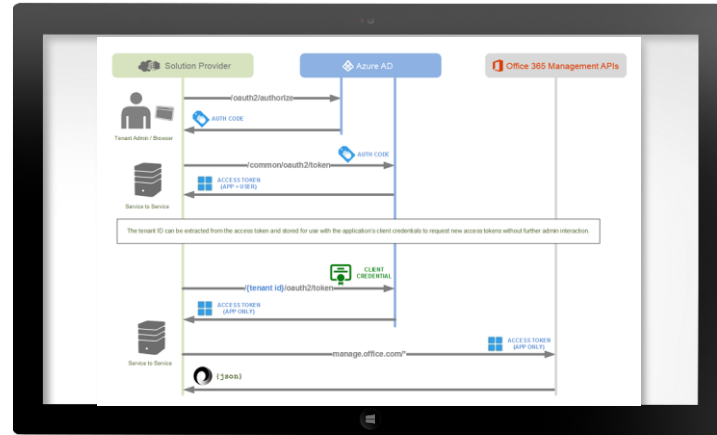 Solution Provider
Azure AD
Office 365 Management APIs
/oauth2/authorize
AUTH CODE
Tenant Admin / Browser
AUTH CODE
/common/oauth2/token
ACCESS TOKEN
(APP + USER)
Service to Service
The tenant ID can be extracted from the access token and stored for use with the application's client credentials to request new access tokens without further admin interaction.
CLIENT
CREDENTIAL
/{tenant id}/oauth2/token
ACCESS TOKEN
(APP ONLY)
ACCESS TOKEN
(APP ONLY)
manage.office.com/*
Service to Service
{json}